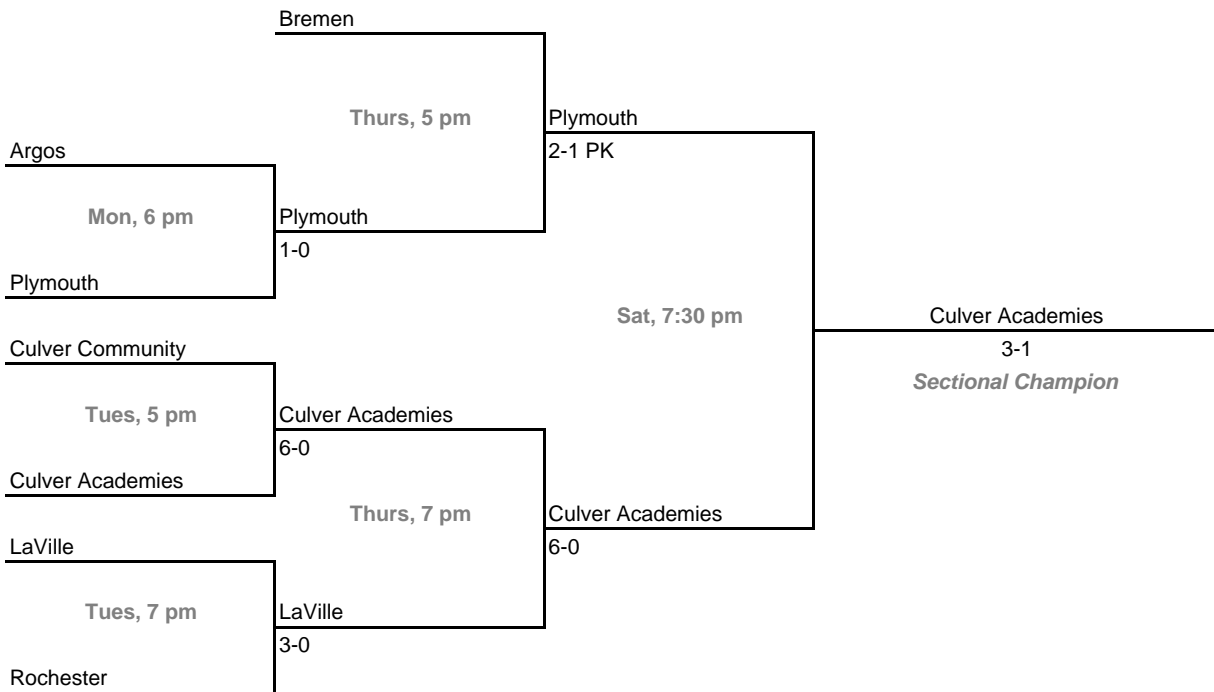 Bremen
Thurs, 5 pm
Plymouth
Argos
2-1 PK
Mon, 6 pm
Plymouth
1-0
Plymouth
Sat, 7:30 pm
Culver Academies
Culver Community
3-1
Sectional Champion
Tues, 5 pm
Culver Academies
6-0
Culver Academies
Thurs, 7 pm
Culver Academies
LaVille
6-0
Tues, 7 pm
LaVille
3-0
Rochester